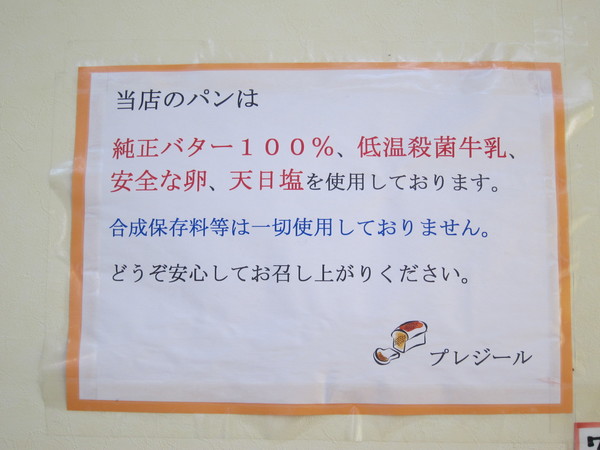 当店のパンは
純正バター１００％、低温殺菌牛乳、
安全な卵、天日塩を使用しております。
合成保存料等は一切使用しておりません。
どうぞ安心してお召し上がりください。
プレジール